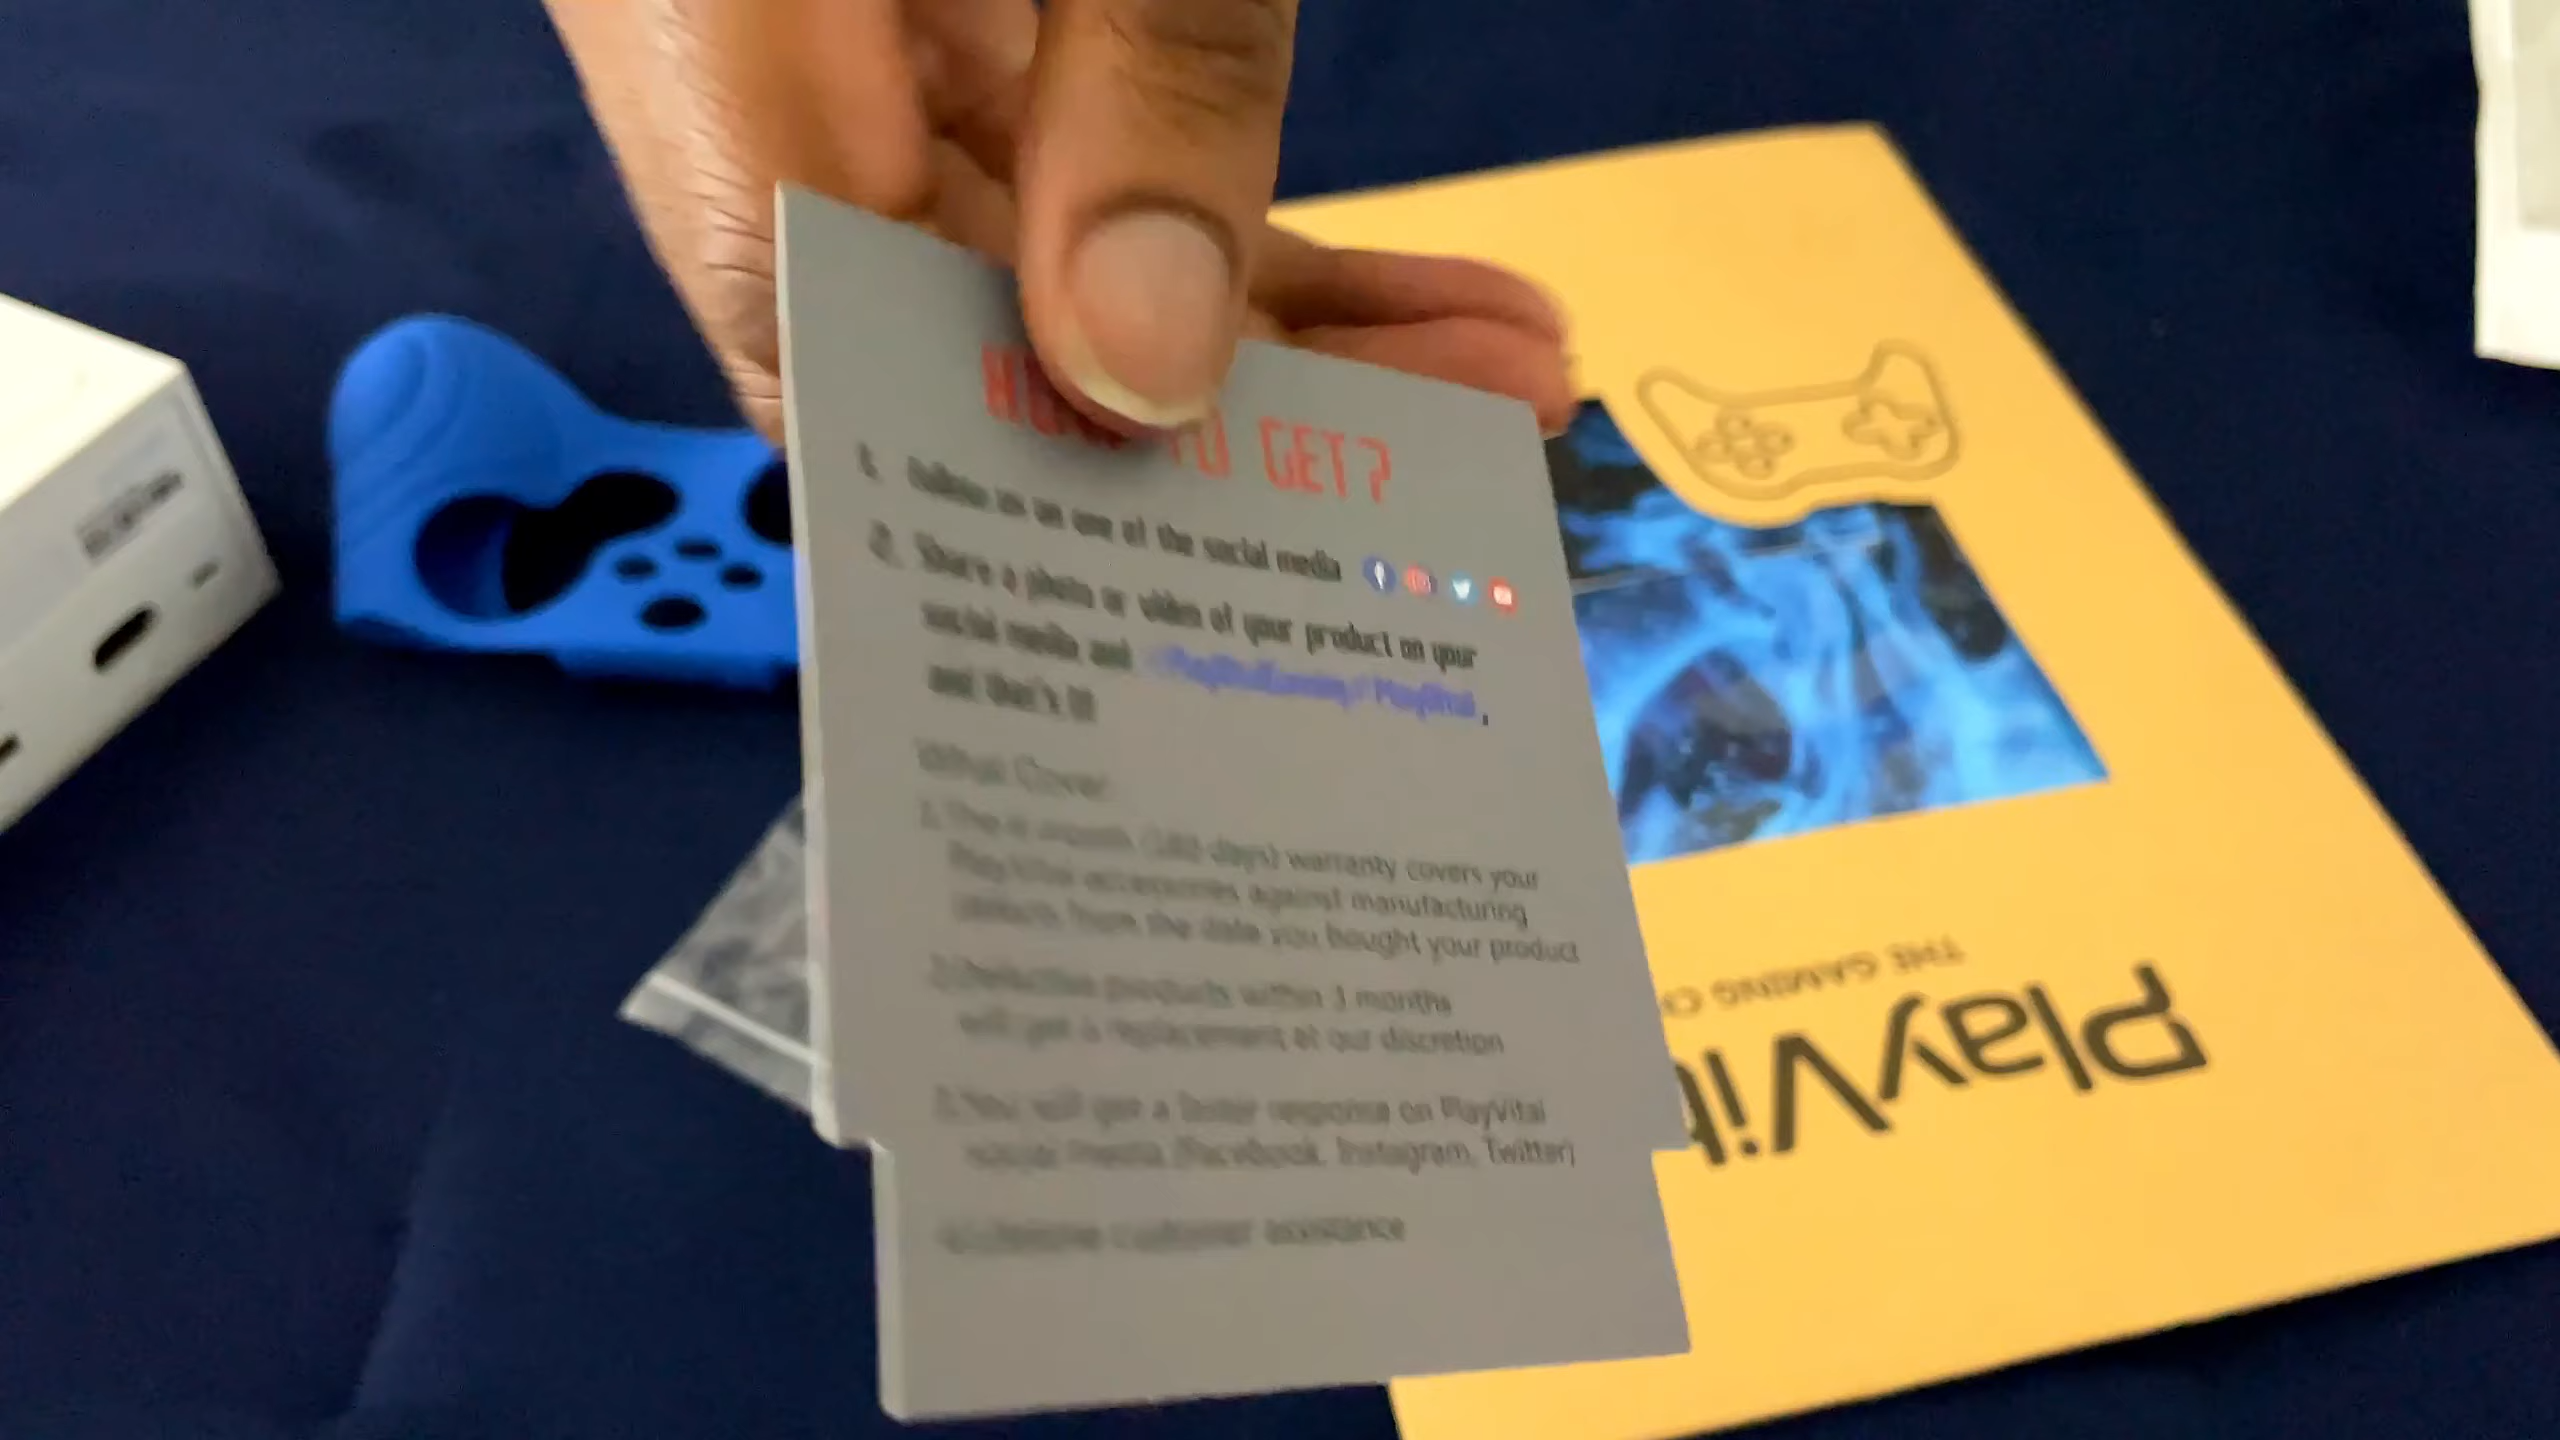 HOW TO GET?
1. Follow us on one of the social media
2. Share a photo or video of your product on your
social media and
and that's it!
What Cover
1. The 6 month (180 days) warranty covers your
PlayVital accessories against manufacturing
defects from the date you bought your product
2. Defective products within 3 months
will get a replacement at our discretion
3. You will get a faster response on PlayVital
social media (Facebook, Instagram, Twitter)
4. Lifetime customer assistance
THE GAMING
PlayVit